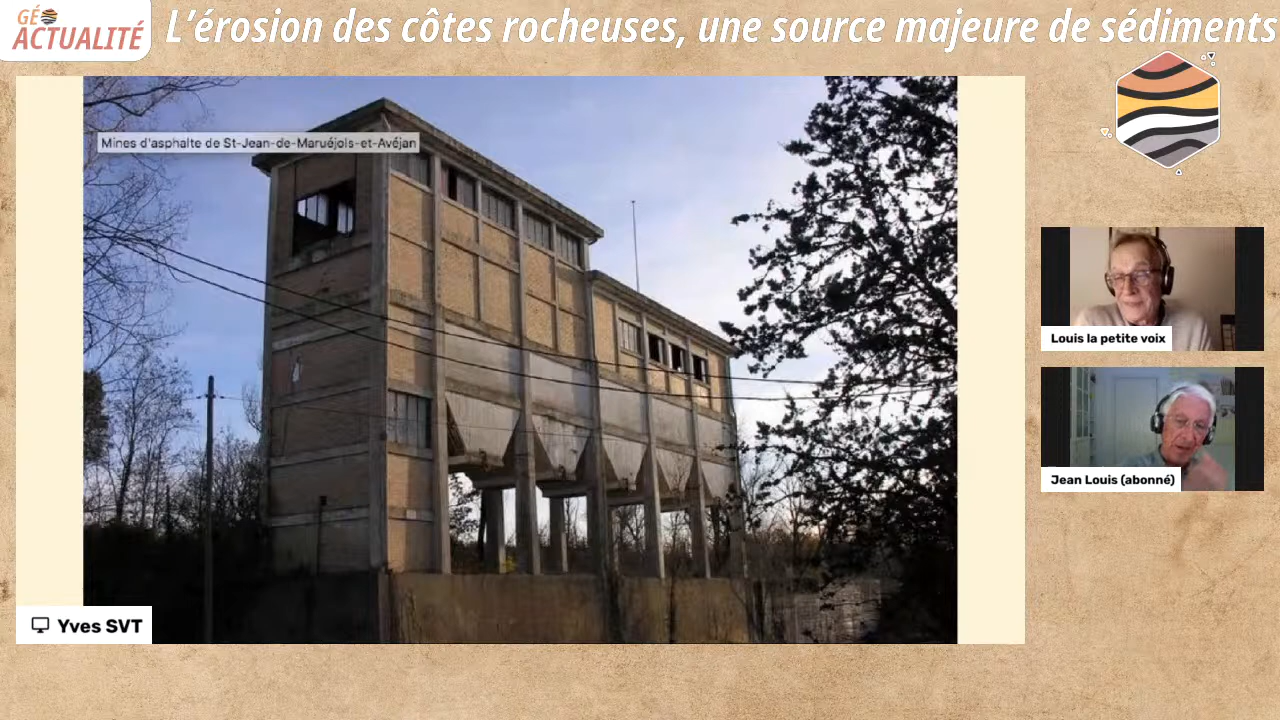 GÉ
ACTUALITÉ
L’érosion des côtes rocheuses, une source majeure de sédiments
Mines d'asphalte de St-Jean-de-Maruéjols-et-Avéjan
Louis la petite voix
Jean Louis (abonné)
Yves SVT